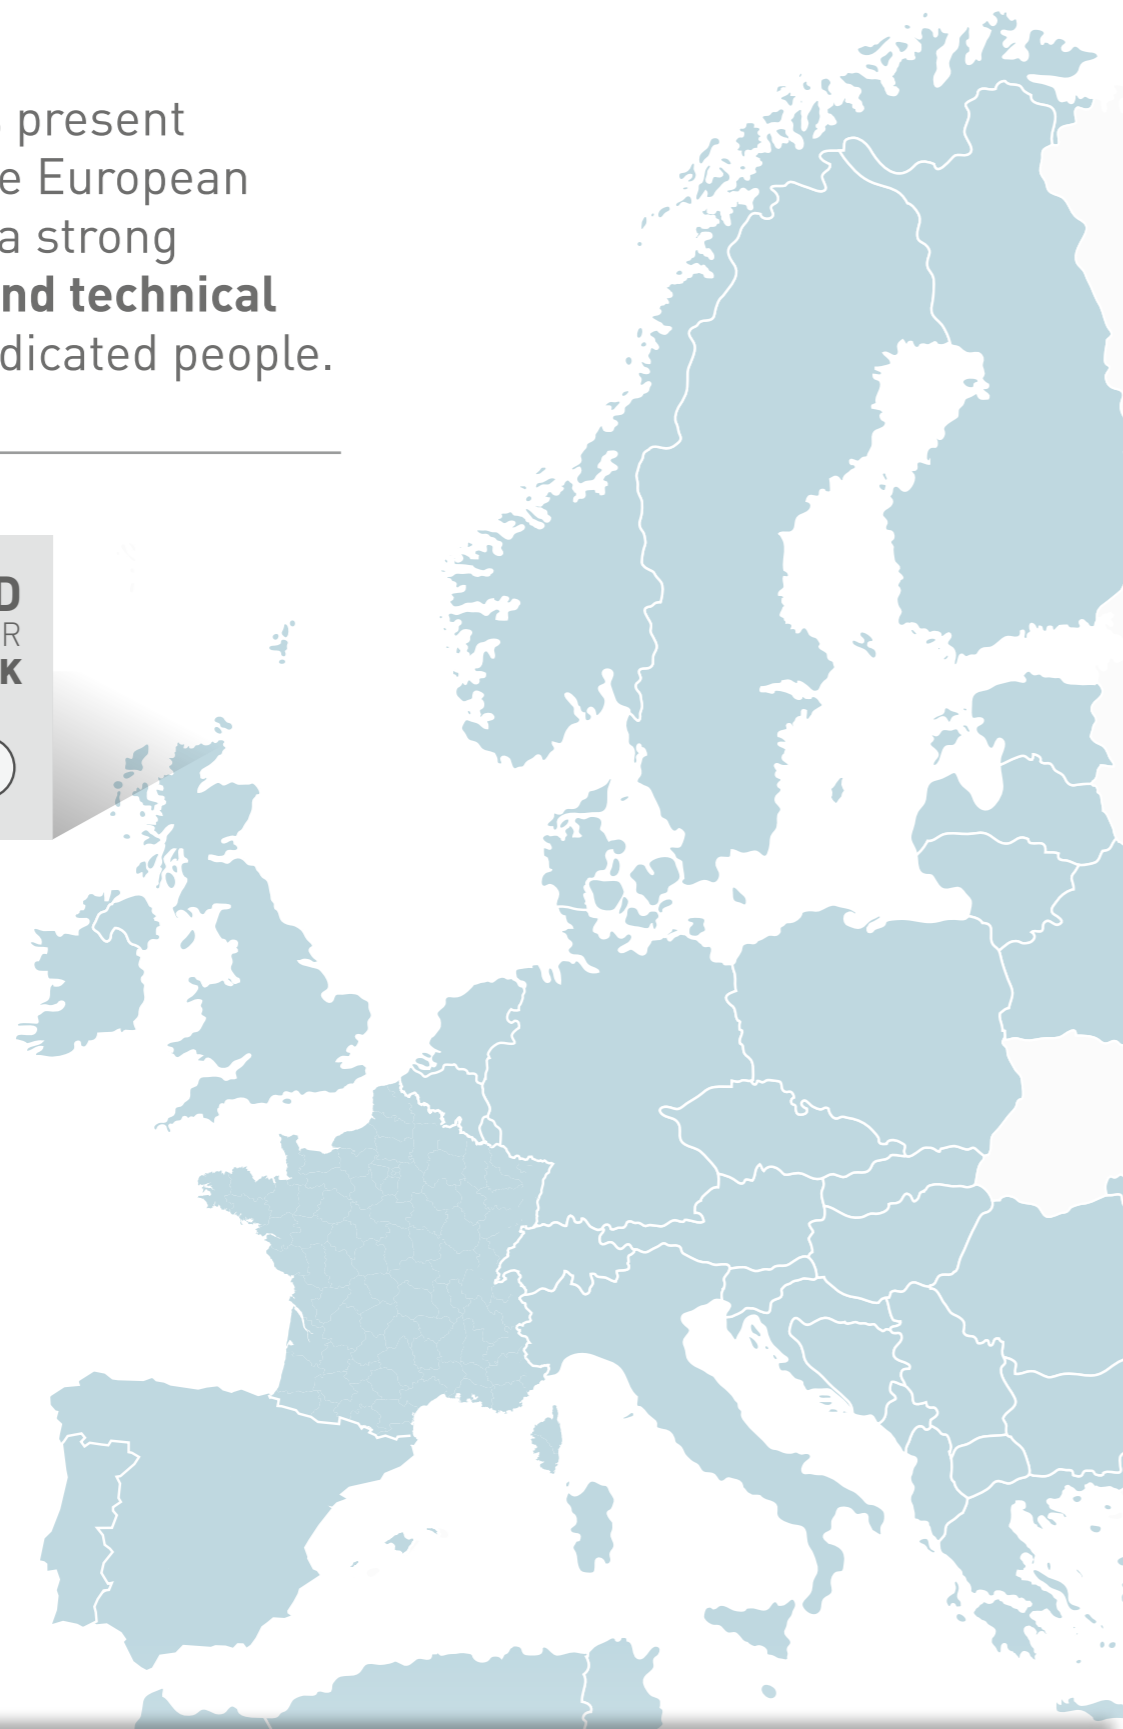 present
e European
a strong
nd technical
dicated people.
D
R
K